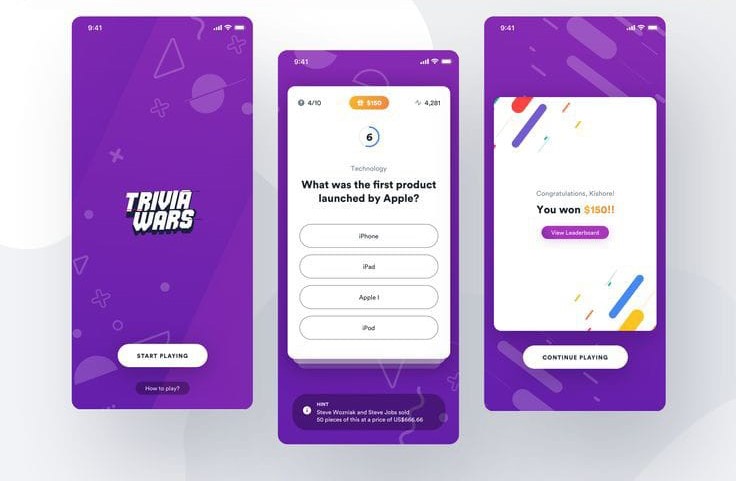 9:41
TRIVIA
WARS
START PLAYING
How to play?
9:41
4/10
$150
4,281
6
Technology
What was the first product
launched by Apple?
iPhone
iPad
Apple I
iPod
HINT
Steve Wozniak and Steve Jobs sold
50 pieces of this at a price of US$666.66
9:41
Congratulations, Kishore!
You won $150!!
View Leaderboard
CONTINUE PLAYING